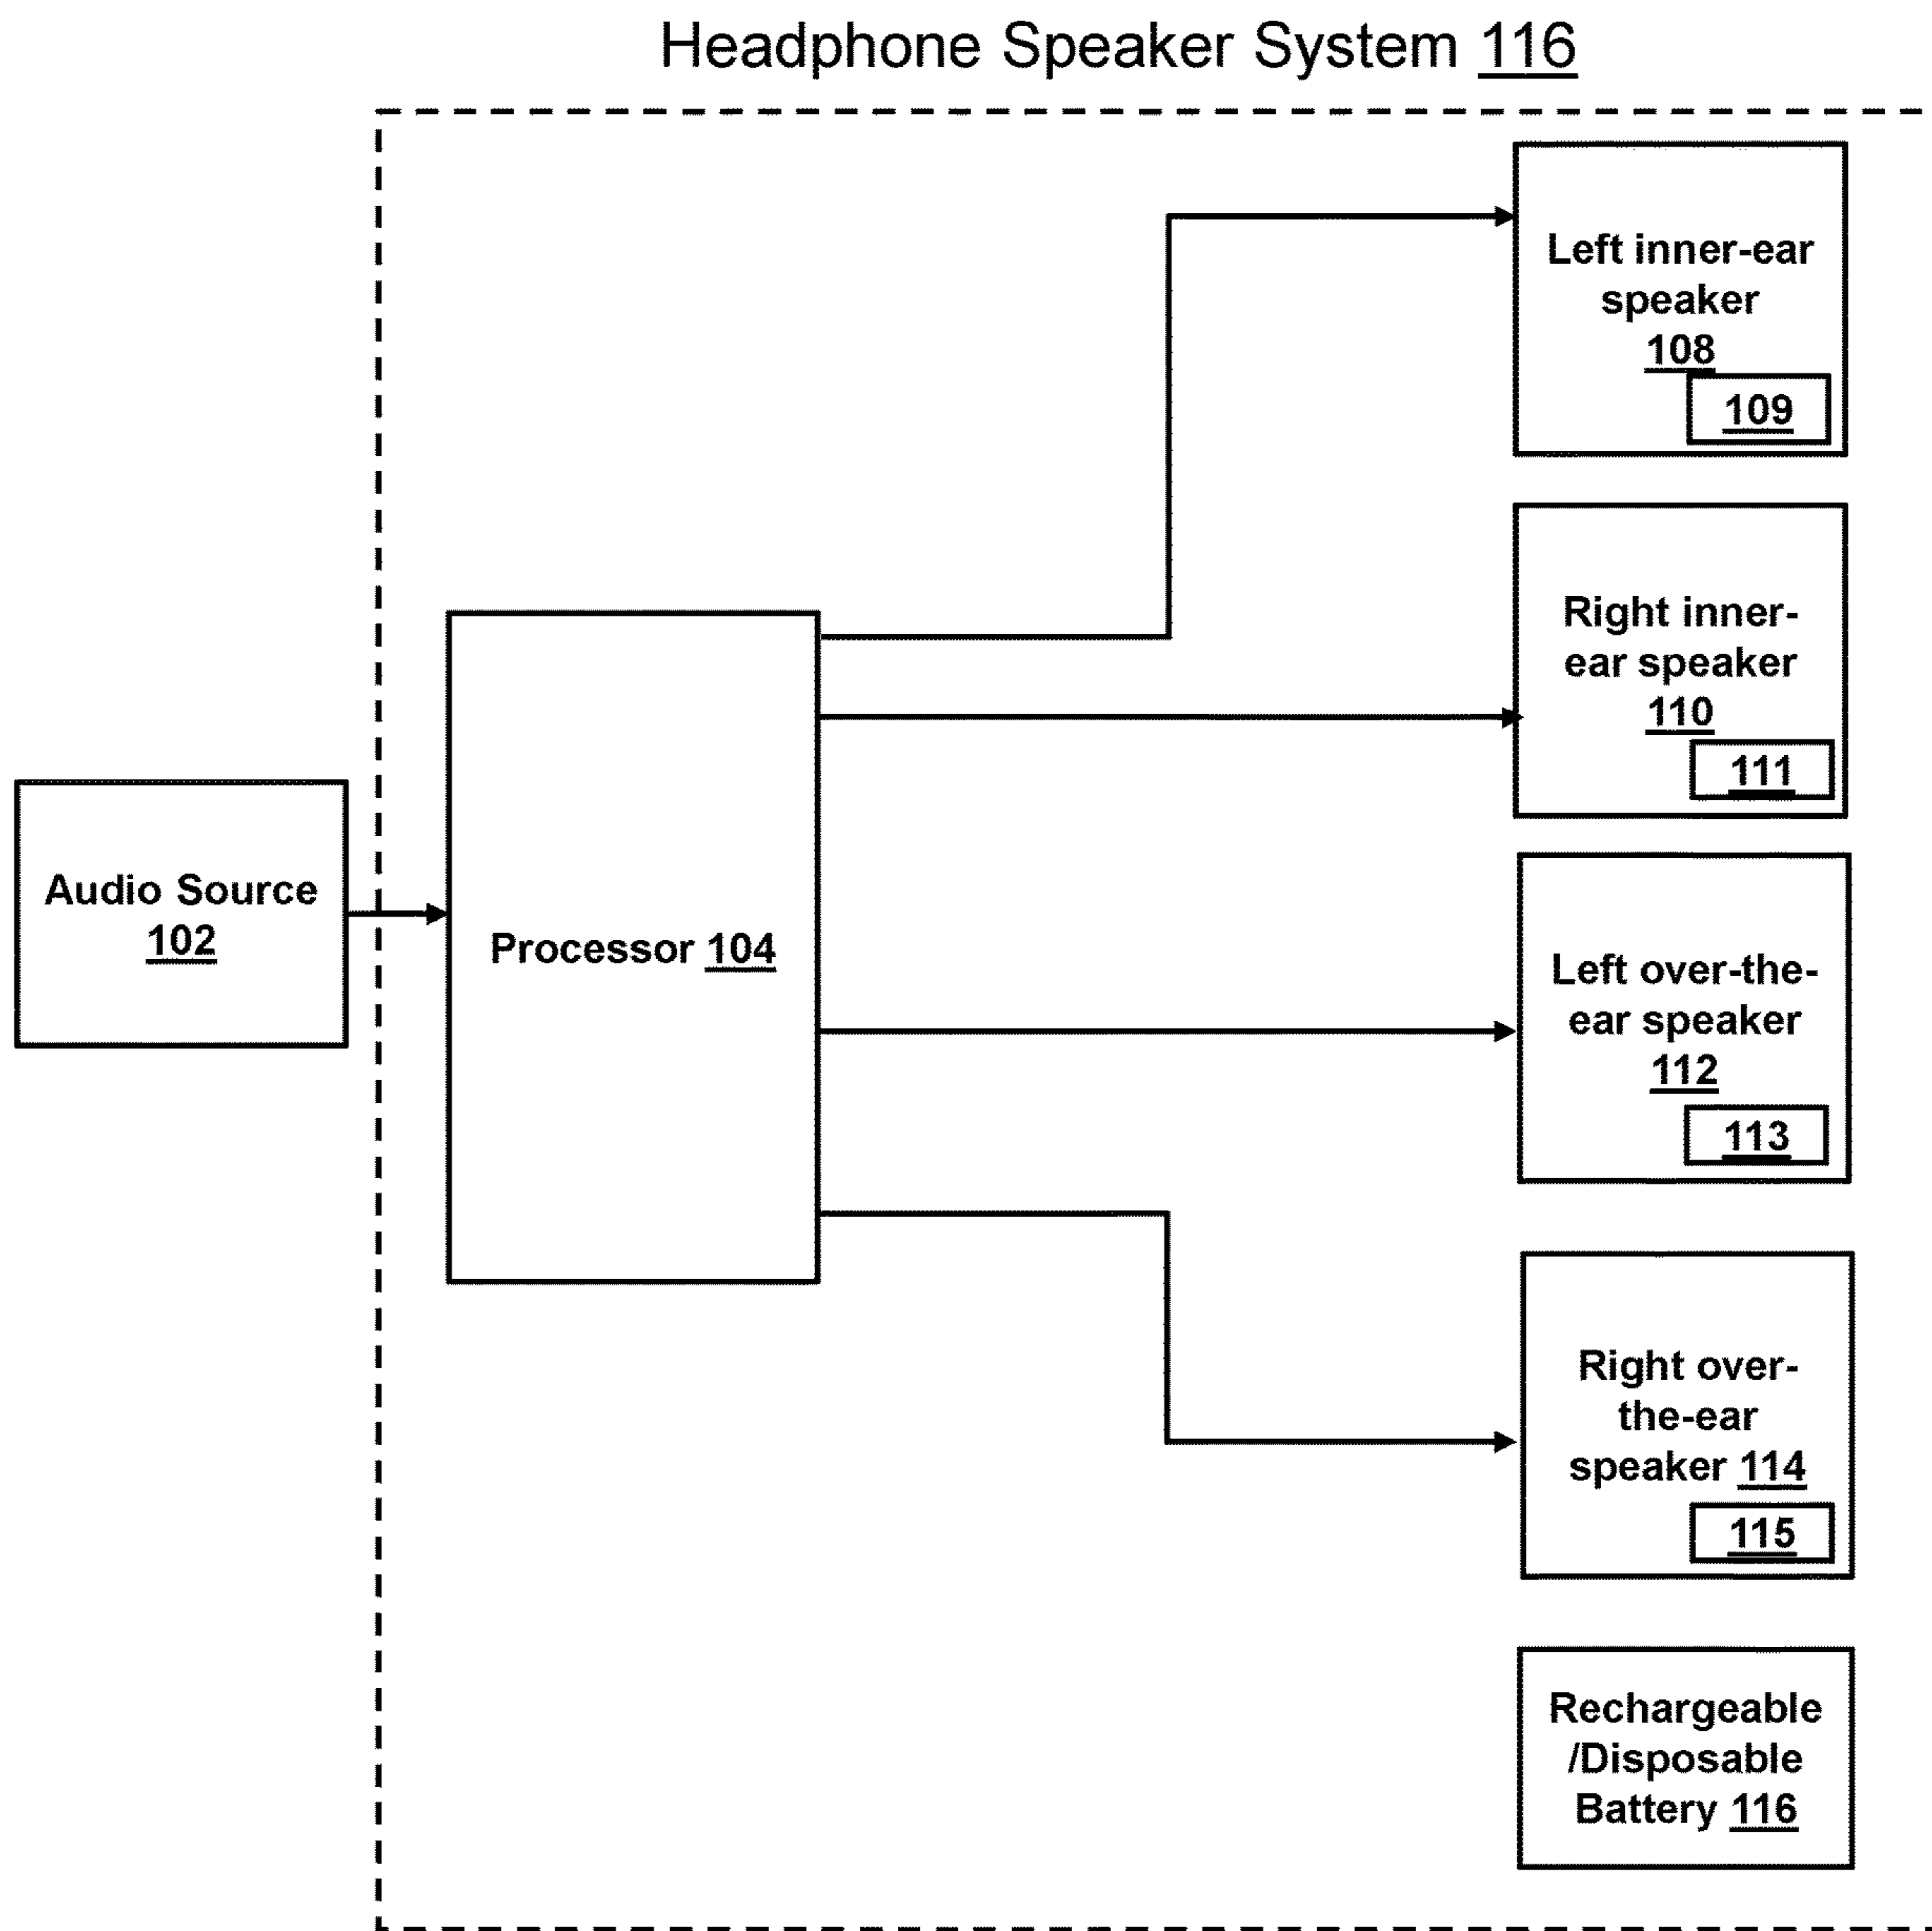 Headphone Speaker System 116
Left inner-ear
speaker
108
109
Right inner-
ear speaker
110
111
Audio Source
102
Processor 104
Left over-the-
ear speaker
112
113
Right over-
the-ear
speaker 114
115
Rechargeable
/Disposable
Battery 116